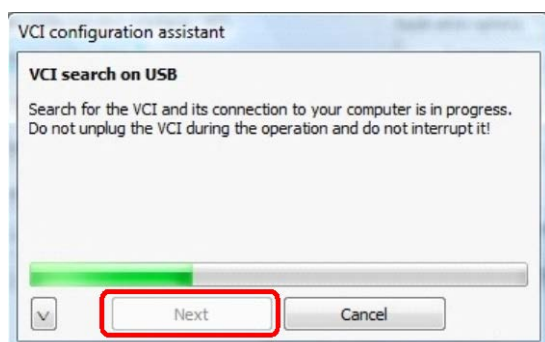 VCI configuration assistant
VCI search on USB
Search for the VCI and its connection to your computer is in progress.
Do not unplug the VCI during the operation and do not interrupt it!
Next
Cancel